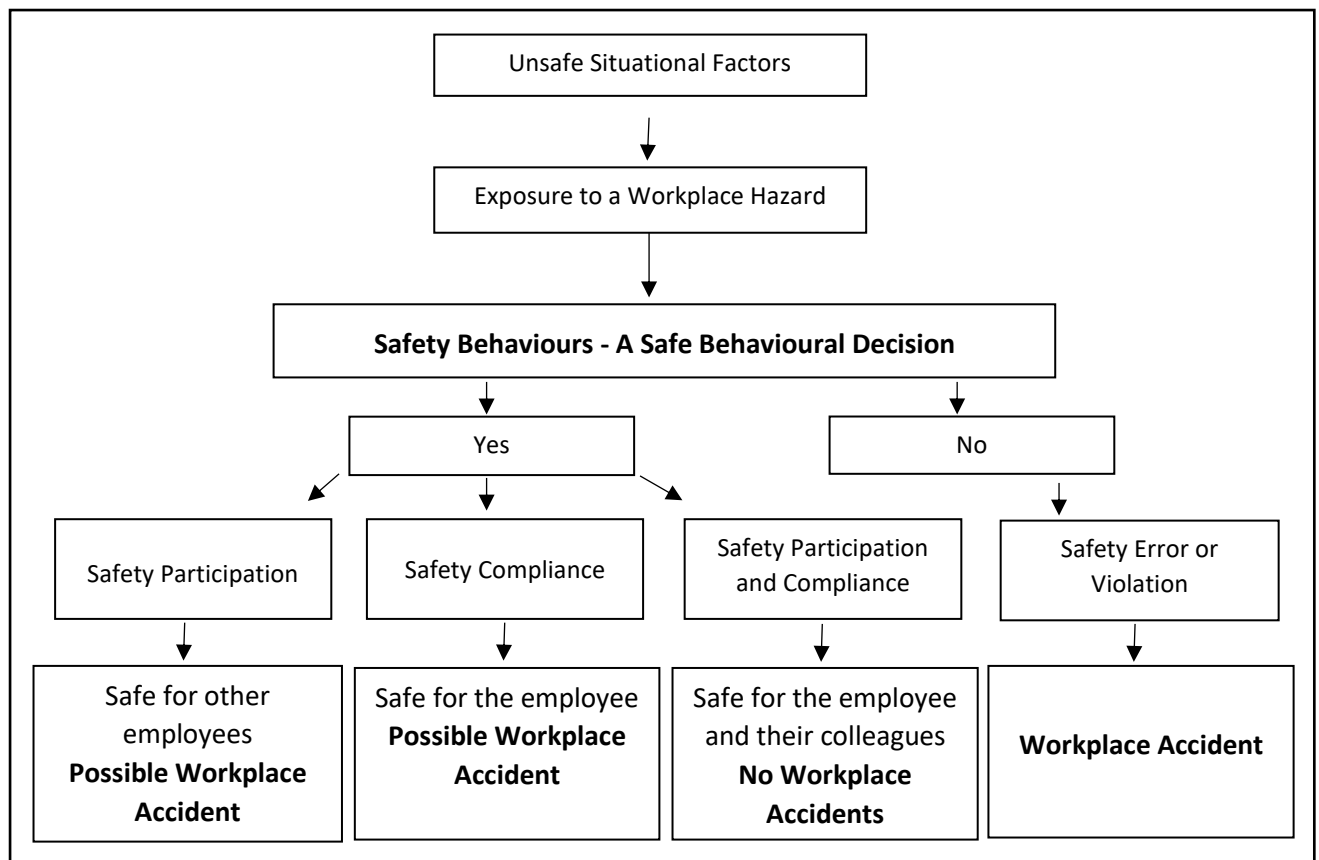 Unsafe Situational Factors
Exposure to a Workplace Hazard
Safety Behaviours - A Safe Behavioural Decision
Yes
No
Safety Participation
Safety Compliance
Safety Participation
and Compliance
Safety Error or
Violation
Safe for other
employees
Possible Workplace
Accident
Safe for the employee
Possible Workplace
Accident
Safe for the employee
and their colleagues
No Workplace
Accidents
Workplace Accident